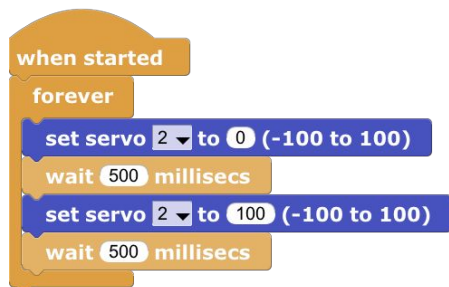 when started
forever
set servo 2 to 0 (-100 to 100)
wait 500 millisecs
set servo 2 to 100 (-100 to 100)
wait 500 millisecs